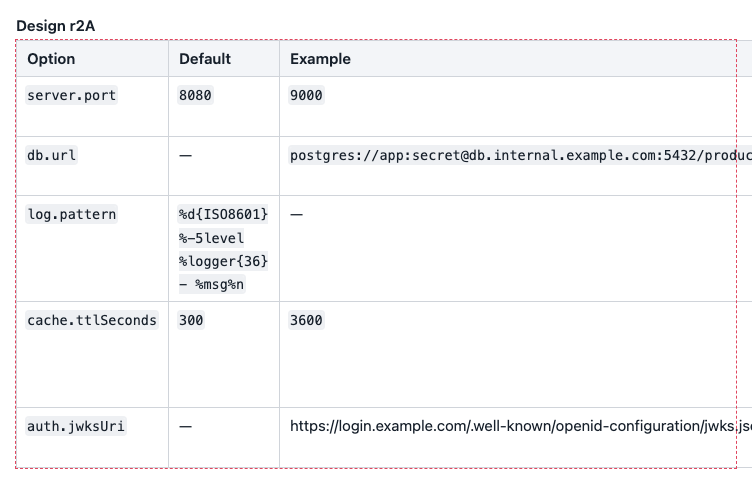 Design r2A
Option Default Example
server.port 8080 9000
db.url — postgres://app:secret@db.internal.example.com:5432/produc
log.pattern %d{ISO8601} —
%-5level
%logger{36}
- %msg%n
cache.ttlSeconds 300 3600
auth.jwksUri — https://login.example.com/.well-known/openid-configuration/jwks.js